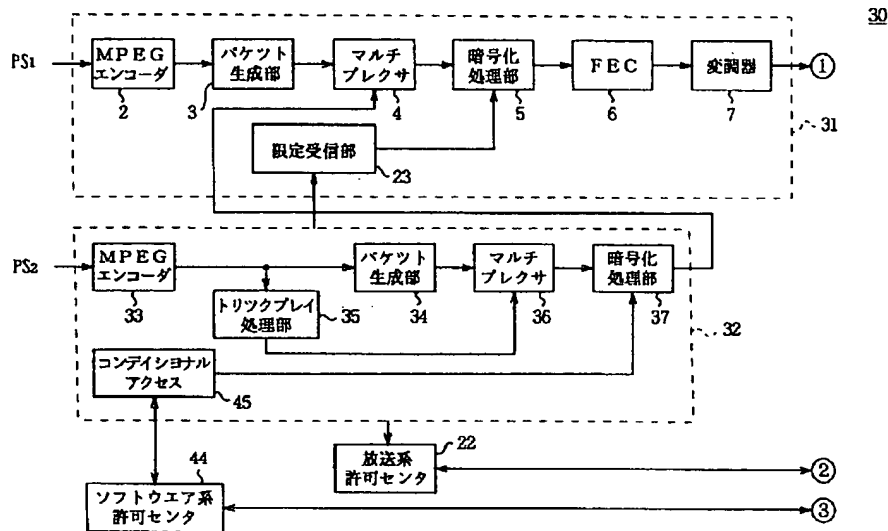 30
PS1
MPEG
エンコーダ
2
パケツト
生成部
3
マルチ
プレクサ
4
暗号化
処理部
5
FEC
6
変調器
7
①
31
限定受信部
23
PS2
MPEG
エンコーダ
33
トリツクプレイ
処理部
35
パケツト
生成部
34
マルチ
プレクサ
36
暗号化
処理部
37
32
コンデイシヨナル
アクセス
45
放送系
許可センタ
22
②
ソフトウエア系
許可センタ
44
③